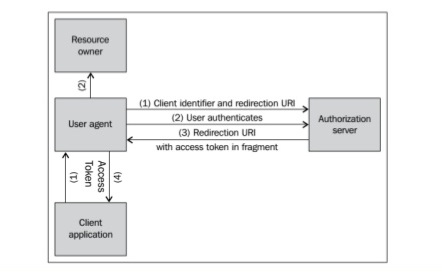 Resource
owner
(2)
(1) Client identifier and redirection URI
(2) User authenticates
(3) Redirection URI
with access token in fragment
User agent
Authorization
server
(1)
Access
Token
(4)
Client
application